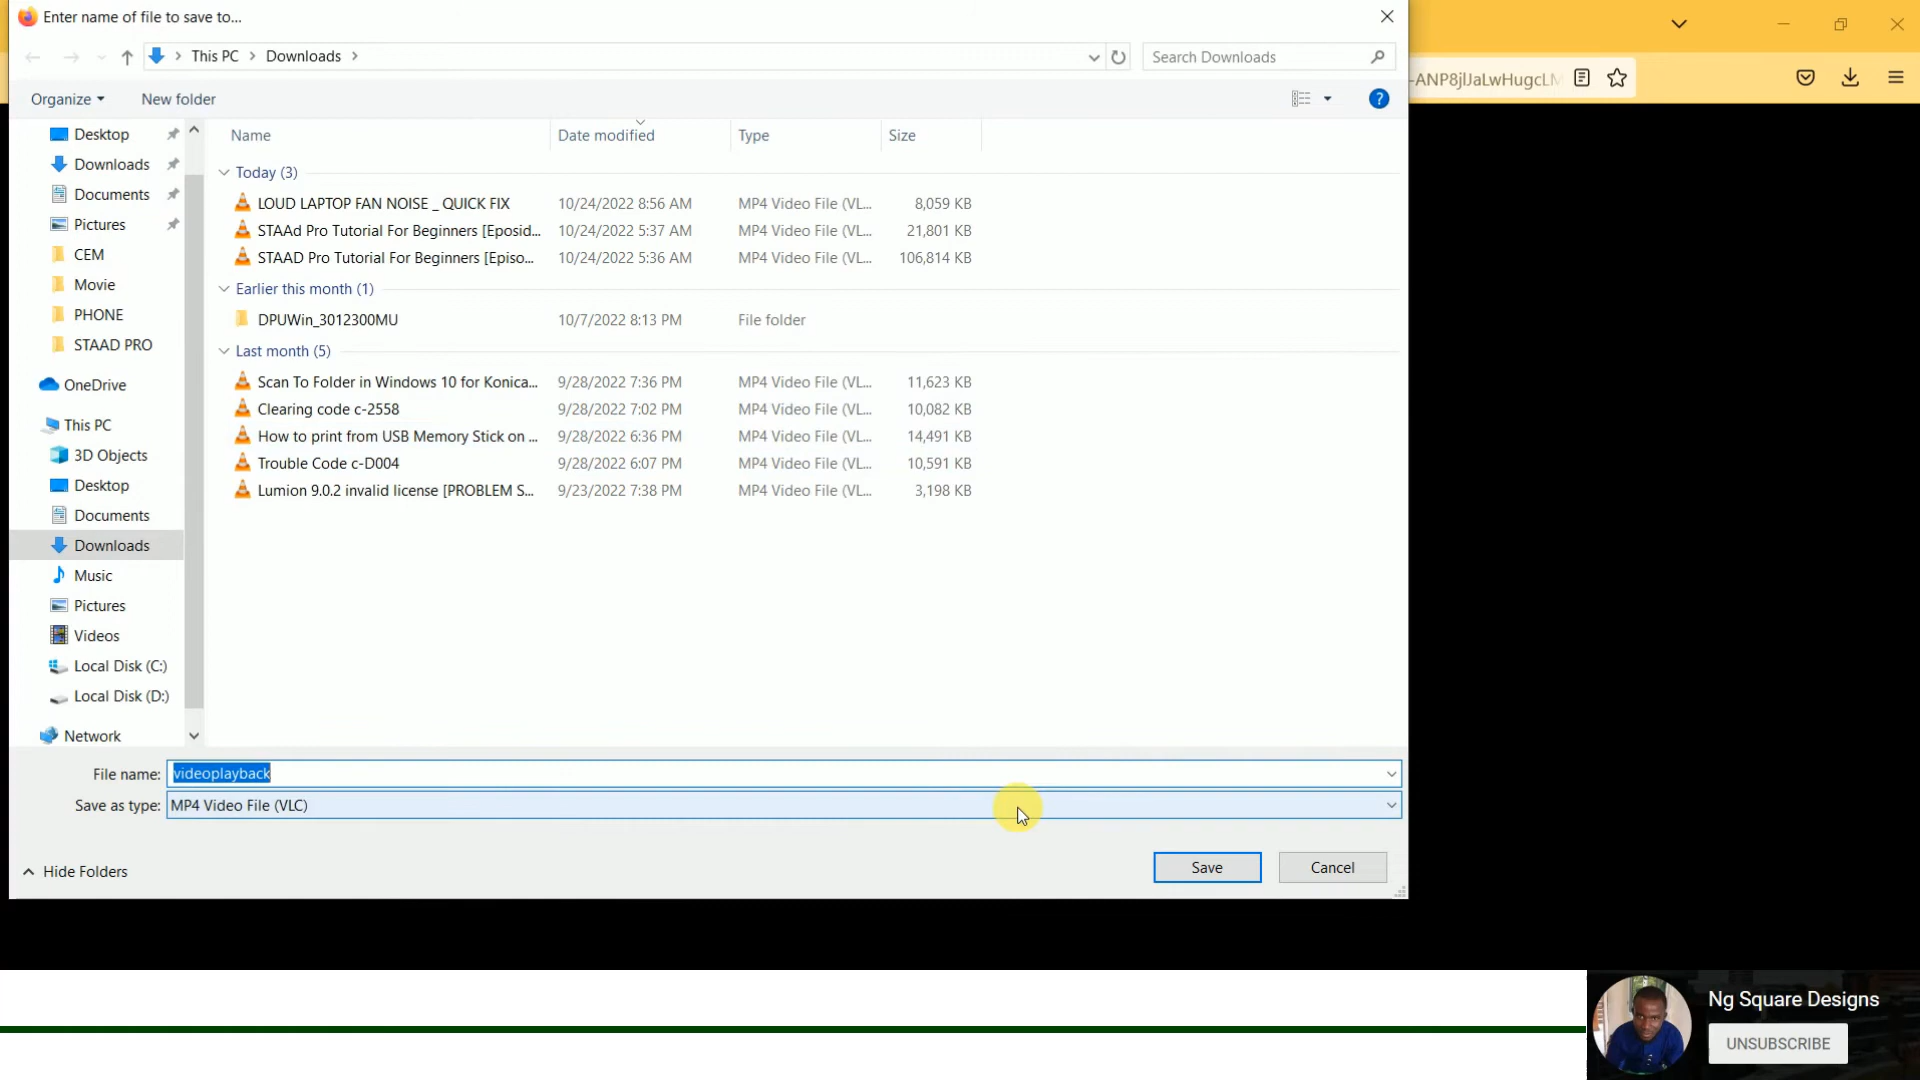 Enter name of file to save to...
This PC Downloads Search Downloads
-ANP8jlJaLwHugcLM
Organize New folder
Name Date modified Type Size
Today (3)
LOUD LAPTOP FAN NOISE _ QUICK FIX 10/24/2022 8:56 AM MP4 Video File (VL... 8,059 KB
STAAd Pro Tutorial For Beginners [Eposid... 10/24/2022 5:37 AM MP4 Video File (VL... 21,801 KB
STAAD Pro Tutorial For Beginners [Episo... 10/24/2022 5:36 AM MP4 Video File (VL... 106,814 KB
Earlier this month (1)
DPUWin_3012300MU 10/7/2022 8:13 PM File folder
Last month (5)
Scan To Folder in Windows 10 for Konica... 9/28/2022 7:36 PM MP4 Video File (VL... 11,623 KB
Clearing code c-2558 9/28/2022 7:02 PM MP4 Video File (VL... 10,082 KB
How to print from USB Memory Stick on ... 9/28/2022 6:36 PM MP4 Video File (VL... 14,491 KB
Trouble Code c-D004 9/28/2022 6:07 PM MP4 Video File (VL... 10,591 KB
Lumion 9.0.2 invalid license [PROBLEM S... 9/23/2022 7:38 PM MP4 Video File (VL... 3,198 KB
Desktop
Downloads
Documents
Pictures
CEM
Movie
PHONE
STAAD PRO
OneDrive
This PC
3D Objects
Desktop
Documents
Downloads
Music
Pictures
Videos
Local Disk (C:)
Local Disk (D:)
Network
File name: videoplayback
Save as type: MP4 Video File (VLC)
Hide Folders
Save Cancel
Ng Square Designs
UNSUBSCRIBE